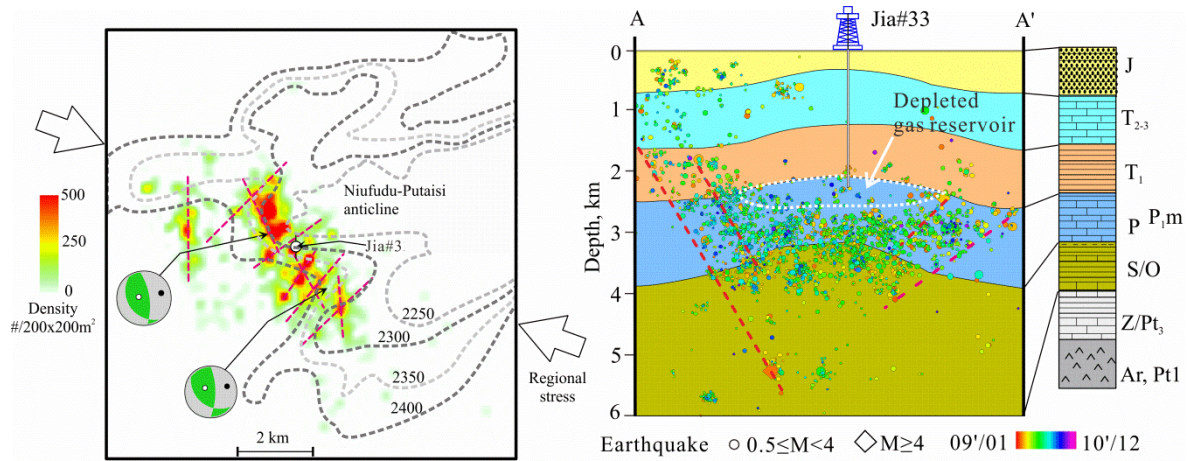 Niufudu-Putaisi
anticline
Jia#3
500
250
0
Density
#/200x200m²
2250
2300
2350
2400
Regional
stress
2 km
A
Jia#33
A'
Depleted
gas reservoir
Depth, km
0
1
2
3
4
5
6
J
T₂₋₃
T₁
P P₁m
S/O
Z/Pt₃
Ar, Pt1
Earthquake 0.5≤M<4 M≥4 09'/01 10'/12